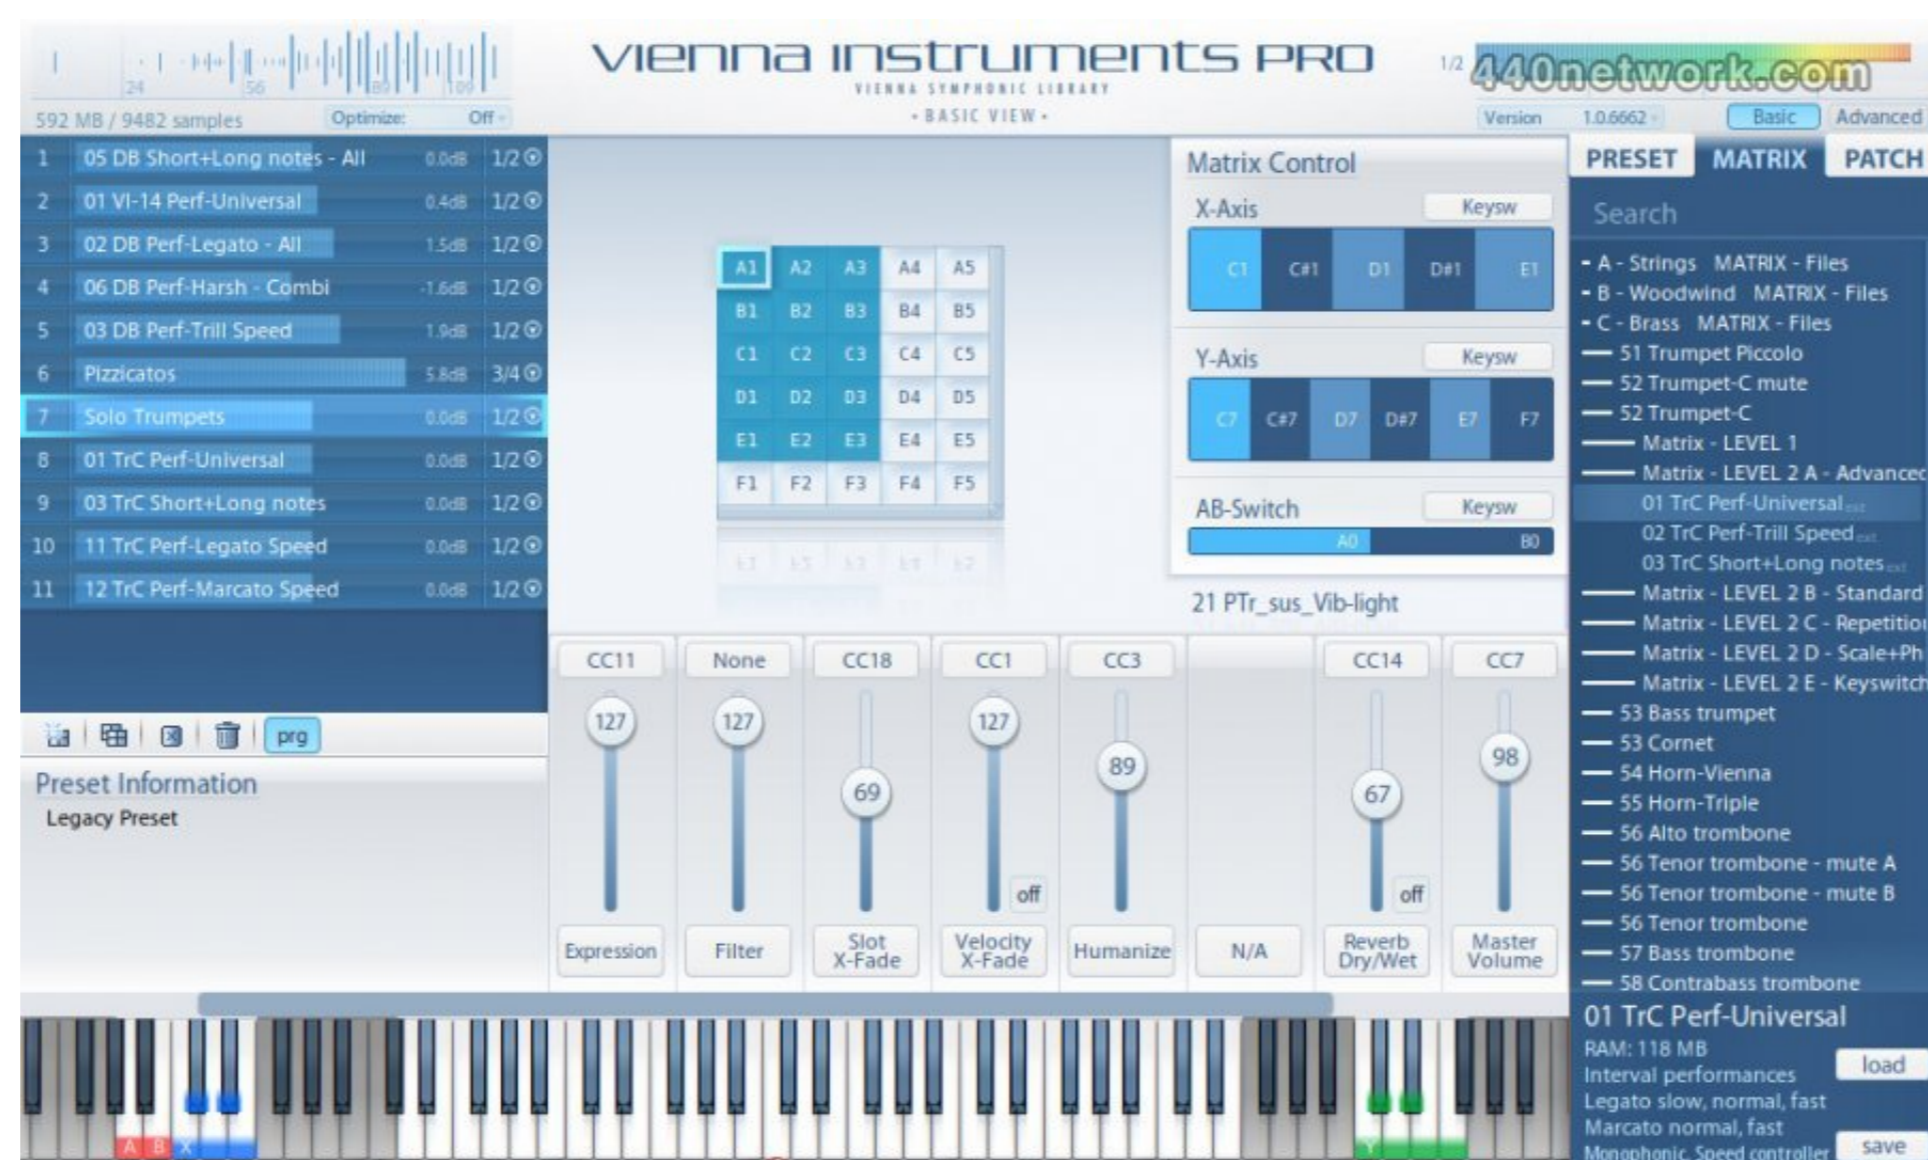 VIENNA INSTRUMENTS PRO
VIENNA SYMPHONIC LIBRARY
- BASIC VIEW -
24 56 89 109
592 MB / 9482 samples Optimize: Off
1/2
440network.com
Version 1.0.6662 Basic Advanced
1 05 DB Short+Long notes - All 0.0dB 1/2
2 01 VI-14 Perf-Universal 0.4dB 1/2
3 02 DB Perf-Legato - All 1.5dB 1/2
4 06 DB Perf-Harsh - Combi -1.6dB 1/2
5 03 DB Perf-Trill Speed 1.9dB 1/2
6 Pizzicatos 5.8dB 3/4
7 Solo Trumpets 0.0dB 1/2
8 01 TrC Perf-Universal 0.0dB 1/2
9 03 TrC Short+Long notes 0.0dB 1/2
10 11 TrC Perf-Legato Speed 0.0dB 1/2
11 12 TrC Perf-Marcato Speed 0.0dB 1/2
prg
Preset Information
Legacy Preset
A1 A2 A3 A4 A5
B1 B2 B3 B4 B5
C1 C2 C3 C4 C5
D1 D2 D3 D4 D5
E1 E2 E3 E4 E5
F1 F2 F3 F4 F5
Matrix Control
X-Axis Keysw
C1 C#1 D1 D#1 E1
Y-Axis Keysw
C7 C#7 D7 D#7 E7 F7
AB-Switch Keysw
A0 B0
21 PTr_sus_Vib-light
CC11 None CC18 CC1 CC3 CC14 CC7
127 127 69 127 89 67 98
off off
Expression
Filter
Slot
X-Fade
Velocity
X-Fade
Humanize
N/A
Reverb
Dry/Wet
Master
Volume
PRESET MATRIX PATCH
Search
- A - Strings MATRIX - Files
- B - Woodwind MATRIX - Files
- C - Brass MATRIX - Files
51 Trumpet Piccolo
52 Trumpet-C mute
52 Trumpet-C
Matrix - LEVEL 1
Matrix - LEVEL 2 A - Advanced
01 TrC Perf-Universal ext
02 TrC Perf-Trill Speed ext
03 TrC Short+Long notes ext
Matrix - LEVEL 2 B - Standard
Matrix - LEVEL 2 C - Repetitio
Matrix - LEVEL 2 D - Scale+Ph
Matrix - LEVEL 2 E - Keyswitch
53 Bass trumpet
53 Cornet
54 Horn-Vienna
55 Horn-Triple
56 Alto trombone
56 Tenor trombone - mute A
56 Tenor trombone - mute B
56 Tenor trombone
57 Bass trombone
58 Contrabass trombone
01 TrC Perf-Universal
RAM: 118 MB
load
Interval performances
Legato slow, normal, fast
Marcato normal, fast
Monophonic, Speed controller
save
A B X Y